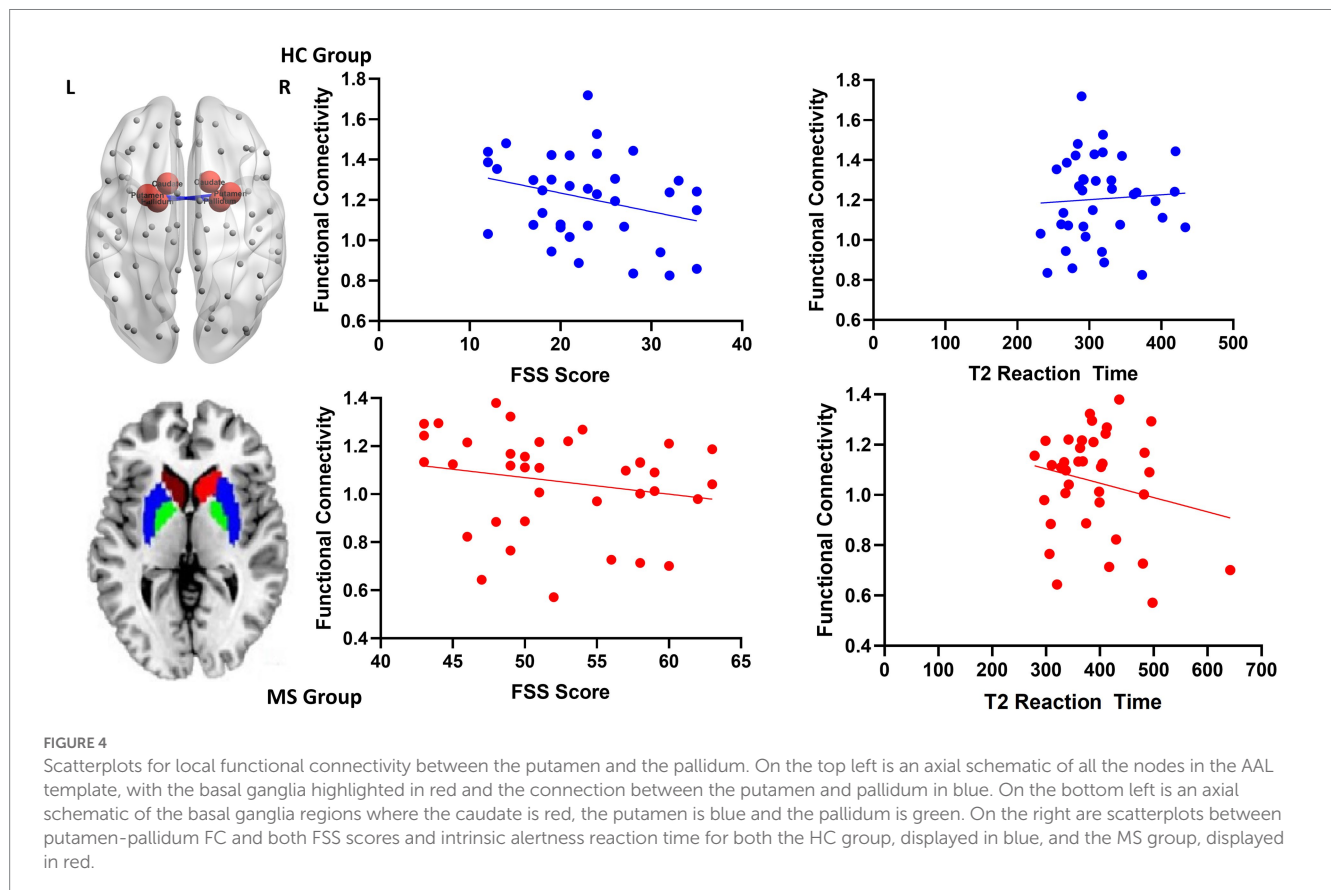 HC Group
L
R
Caudate
Caudate
Putamen
Putamen
Pallidum
Functional Connectivity
1.8
1.6
1.4
1.2
1.0
0.8
0.6
0
10
20
30
40
FSS Score
Functional Connectivity
1.8
1.6
1.4
1.2
1.0
0.8
0.6
0
100
200
300
400
500
T2 Reaction Time
Functional Connectivity
1.4
1.2
1.0
0.8
0.6
0.4
40
45
50
55
60
65
FSS Score
Functional Connectivity
1.4
1.2
1.0
0.8
0.6
0.4
0
100
200
300
400
500
600
700
T2 Reaction Time
MS Group
FIGURE 4
Scatterplots for local functional connectivity between the putamen and the pallidum. On the top left is an axial schematic of all the nodes in the AAL
template, with the basal ganglia highlighted in red and the connection between the putamen and pallidum in blue. On the bottom left is an axial
schematic of the basal ganglia regions where the caudate is red, the putamen is blue and the pallidum is green. On the right are scatterplots between
putamen-pallidum FC and both FSS scores and intrinsic alertness reaction time for both the HC group, displayed in blue, and the MS group, displayed
in red.